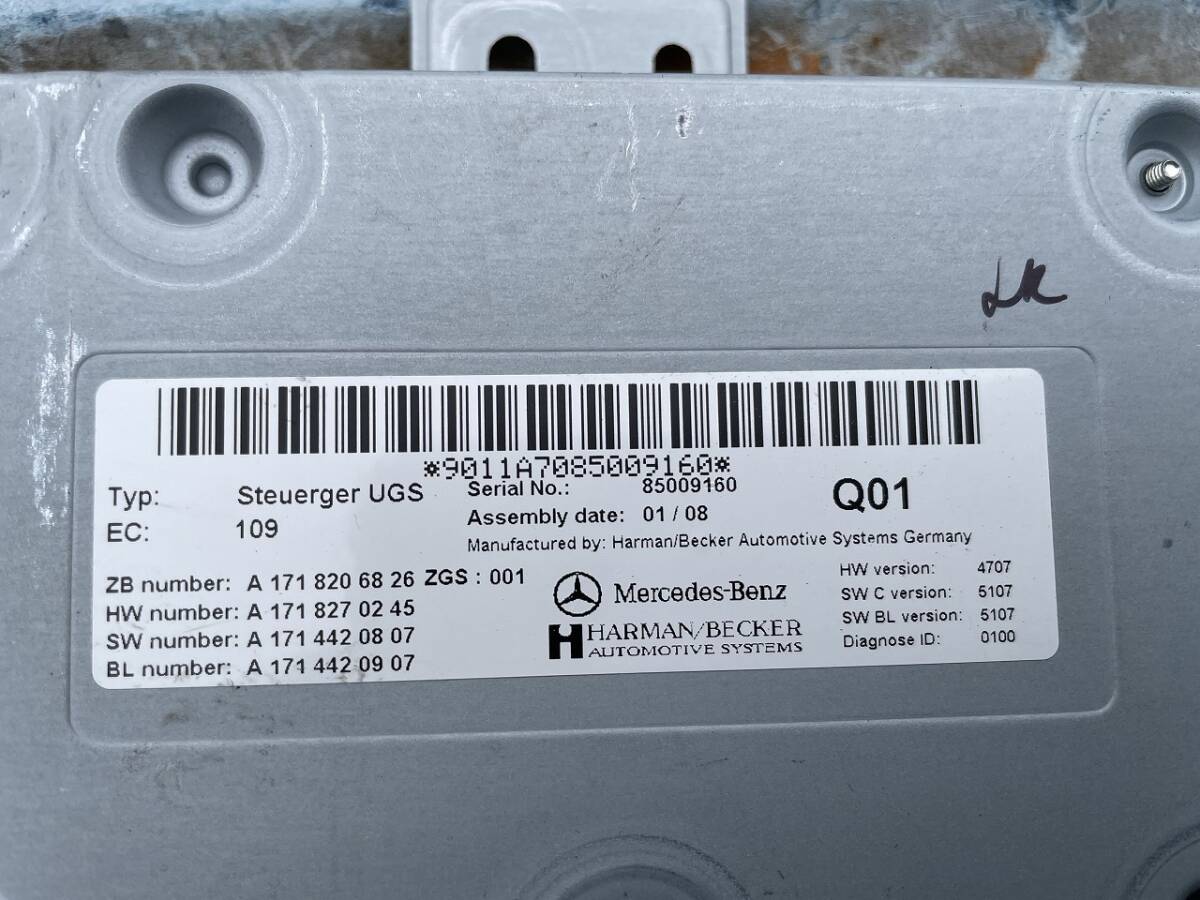 *9011A7085009160*
Typ: Steuerger UGS
EC: 109
Serial No.: 85009160
Assembly date: 01 / 08
Manufactured by: Harman/Becker Automotive Systems Germany
Q01
ZB number: A 171 820 68 26 ZGS : 001
HW number: A 171 827 02 45
SW number: A 171 442 08 07
BL number: A 171 442 09 07
Mercedes-Benz
HARMAN/BECKER
AUTOMOTIVE SYSTEMS
HW version: 4707
SW C version: 5107
SW BL version: 5107
Diagnose ID: 0100